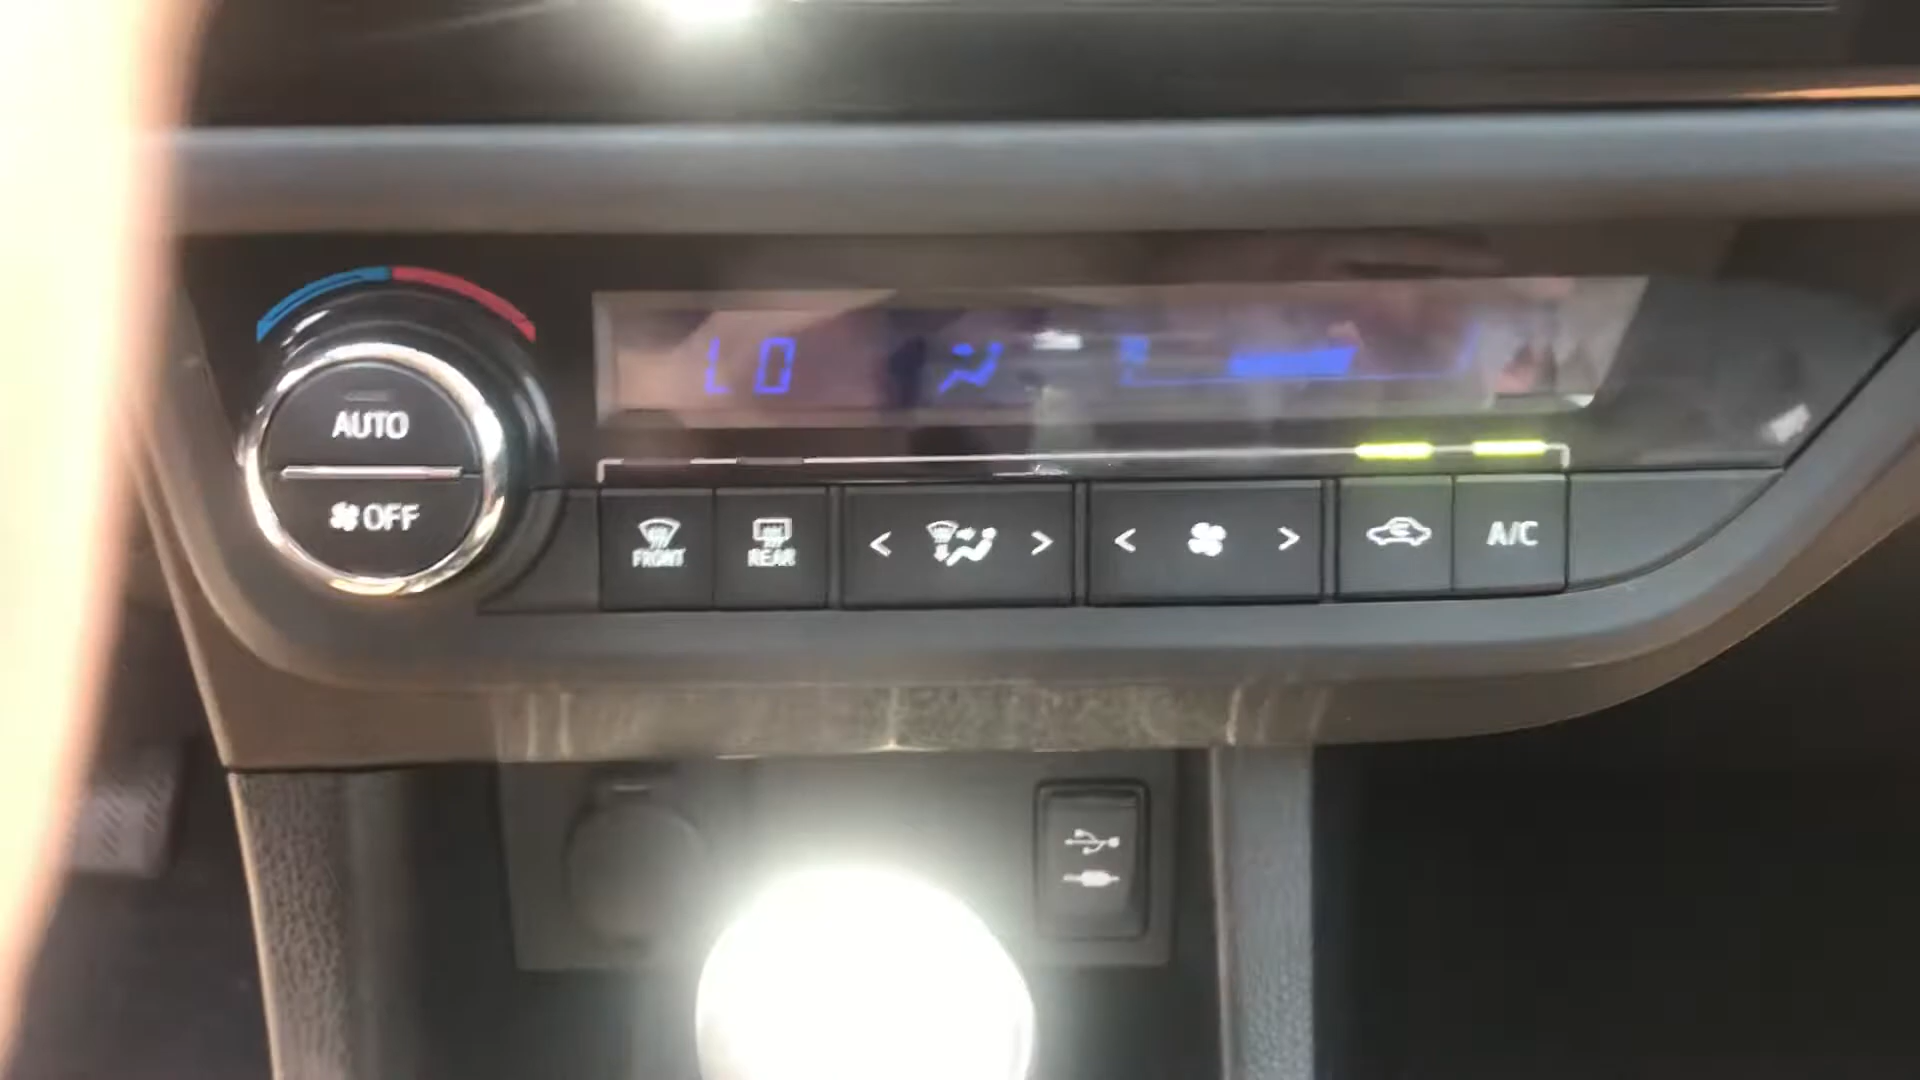 LO
AUTO
OFF
FRONT
REAR
< >
< >
A/C